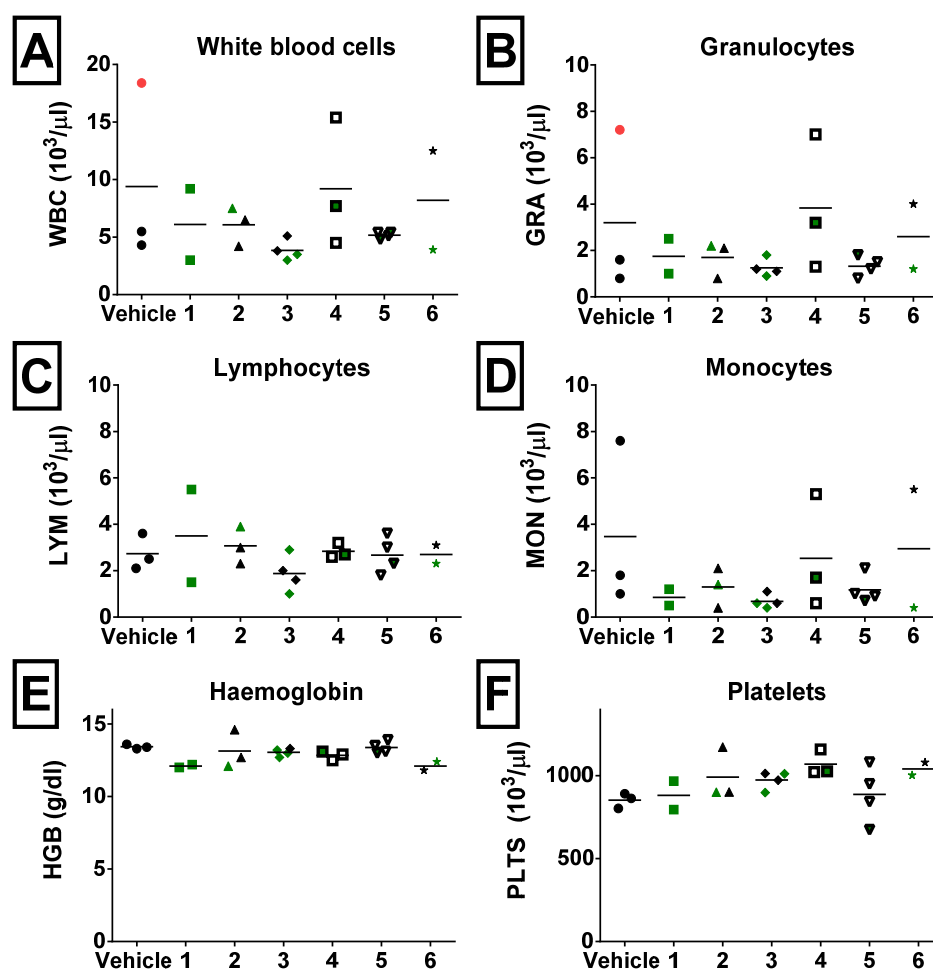 A
White blood cells
WBC (10³/μl)
20
15
10
5
0
Vehicle 1 2 3 4 5 6
B
Granulocytes
GRA (10³/μl)
10
8
6
4
2
0
Vehicle 1 2 3 4 5 6
C
Lymphocytes
LYM (10³/μl)
10
8
6
4
2
0
Vehicle 1 2 3 4 5 6
D
Monocytes
MON (10³/μl)
10
8
6
4
2
0
Vehicle 1 2 3 4 5 6
E
Haemoglobin
HGB (g/dl)
15
10
5
0
Vehicle 1 2 3 4 5 6
F
Platelets
PLTS (10³/μl)
1000
500
0
Vehicle 1 2 3 4 5 6